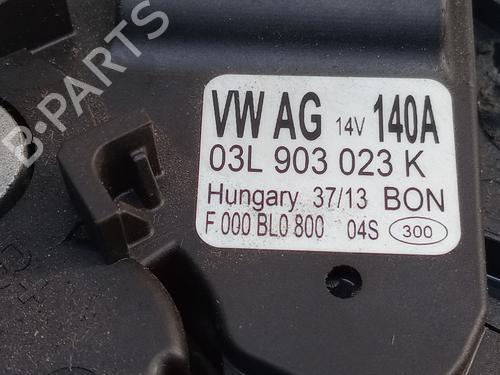 VW AG 14V 140A
03L 903 023 K
Hungary 37/13 BON
F 000 BL0 800 04S 300
B-PARTS